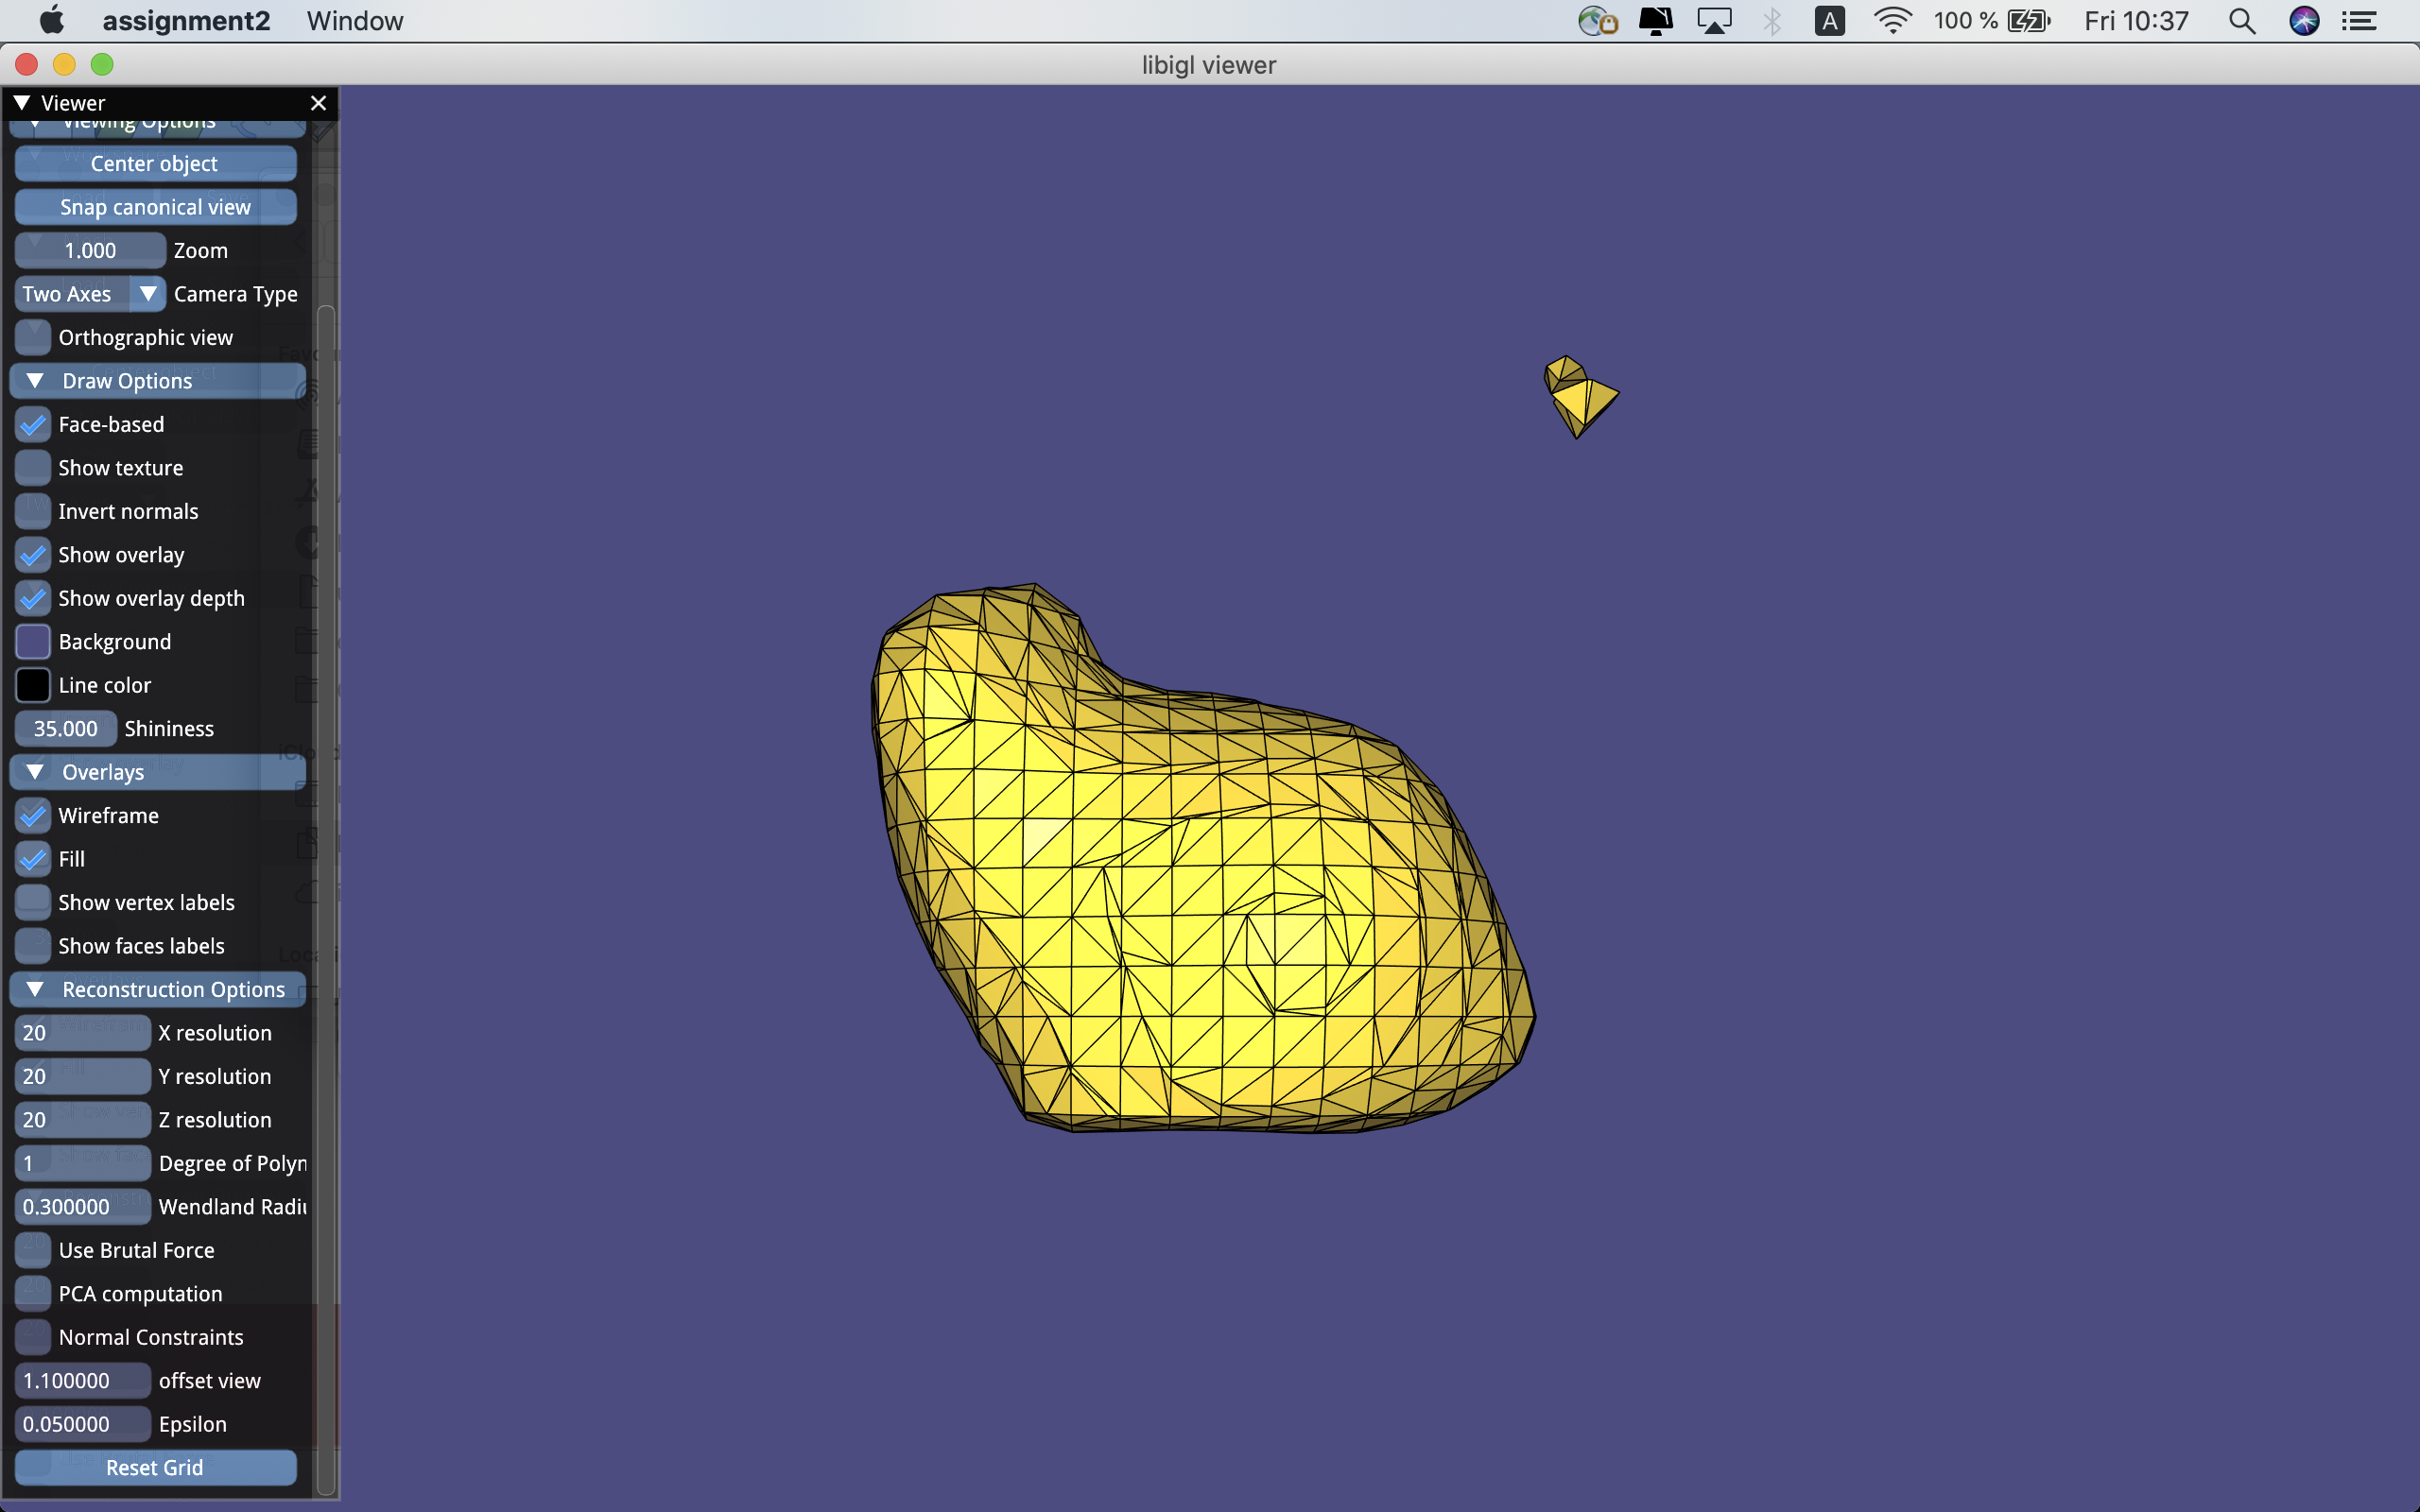 assignment2 Window A 100 % Fri 10:37
libigl viewer
Viewer
Viewing Options
Center object
Snap canonical view
1.000 Zoom
Two Axes Camera Type
Orthographic view
Draw Options
Face-based
Show texture
Invert normals
Show overlay
Show overlay depth
Background
Line color
35.000 Shininess
Overlays
Wireframe
Fill
Show vertex labels
Show faces labels
Reconstruction Options
20 X resolution
20 Y resolution
20 Z resolution
1 Degree of Polyn
0.300000 Wendland Radiu
Use Brutal Force
PCA computation
Normal Constraints
1.100000 offset view
0.050000 Epsilon
Reset Grid